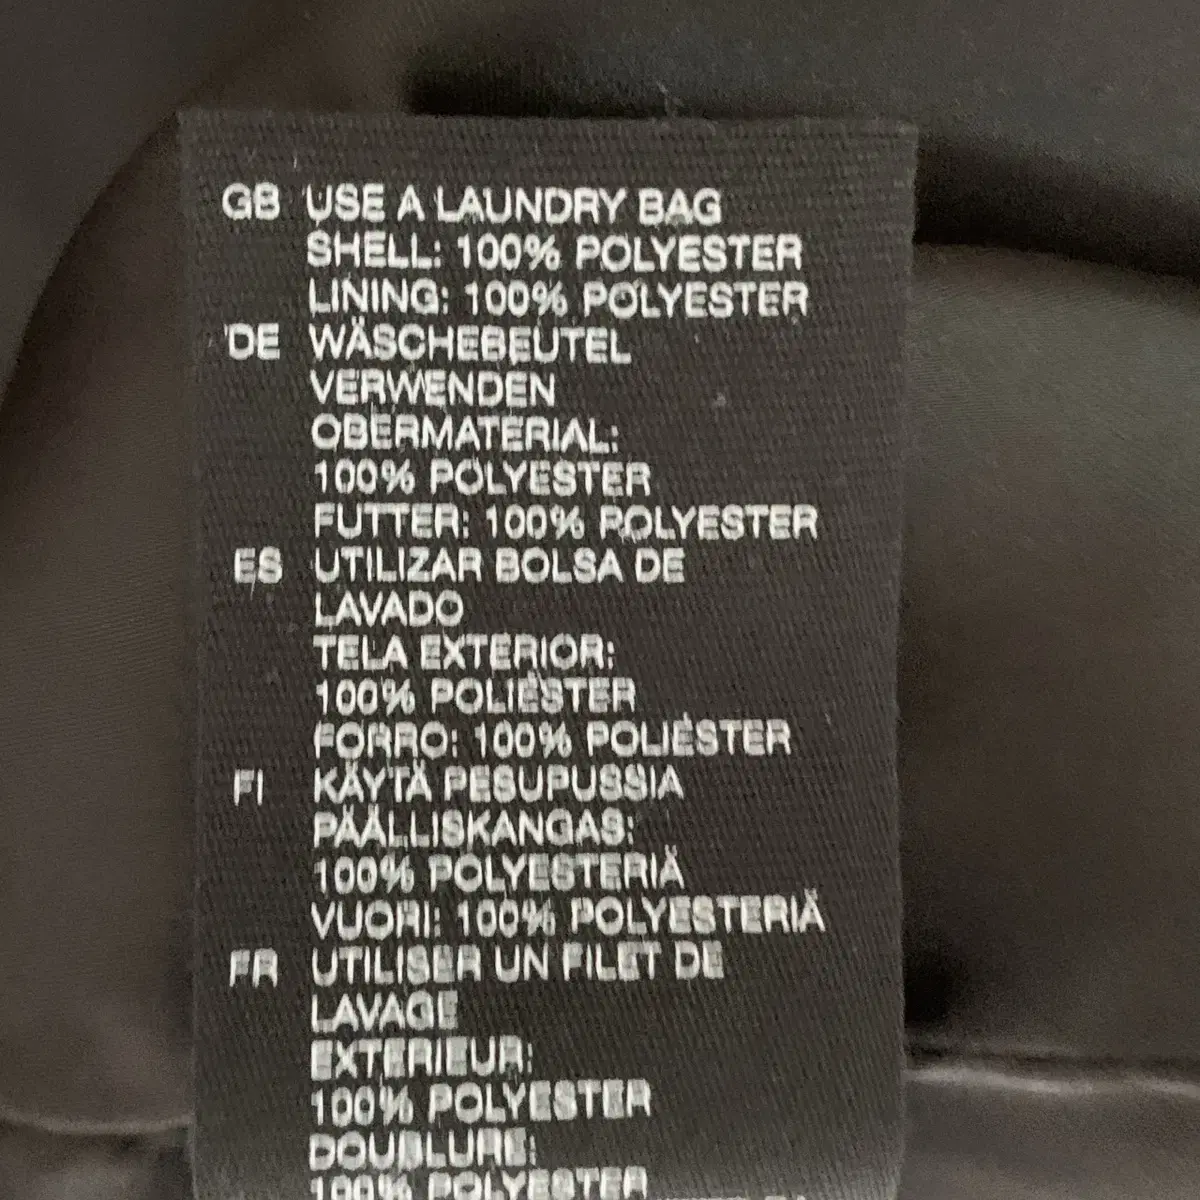 GB USE A LAUNDRY BAG
SHELL: 100% POLYESTER
LINING: 100% POLYESTER
DE WÄSCHEBEUTEL
VERWENDEN
OBERMATERIAL:
100% POLYESTER
FUTTER: 100% POLYESTER
ES UTILIZAR BOLSA DE
LAVADO
TELA EXTERIOR:
100% POLIÉSTER
FORRO: 100% POLIÉSTER
FI KÄYTÄ PESUPUSSIA
PÄÄLLISKANGAS:
100% POLYESTERIÄ
VUORI: 100% POLYESTERIÄ
FR UTILISER UN FILET DE
LAVAGE
EXTERIEUR:
100% POLYESTER
DOUBLURE:
100% POLYESTER